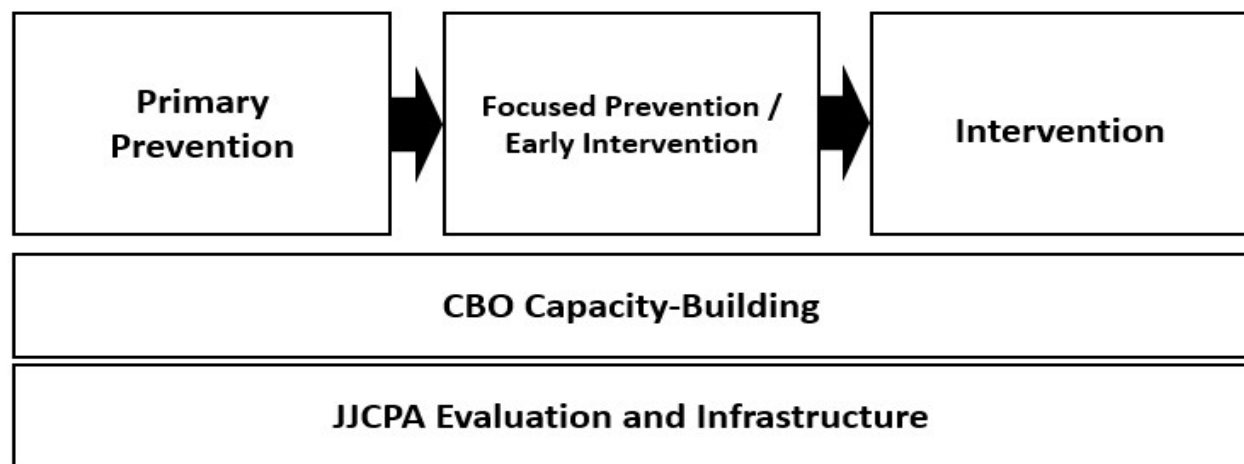 Primary
Prevention
Focused Prevention /
Early Intervention
Intervention
CBO Capacity-Building
JJCPA Evaluation and Infrastructure